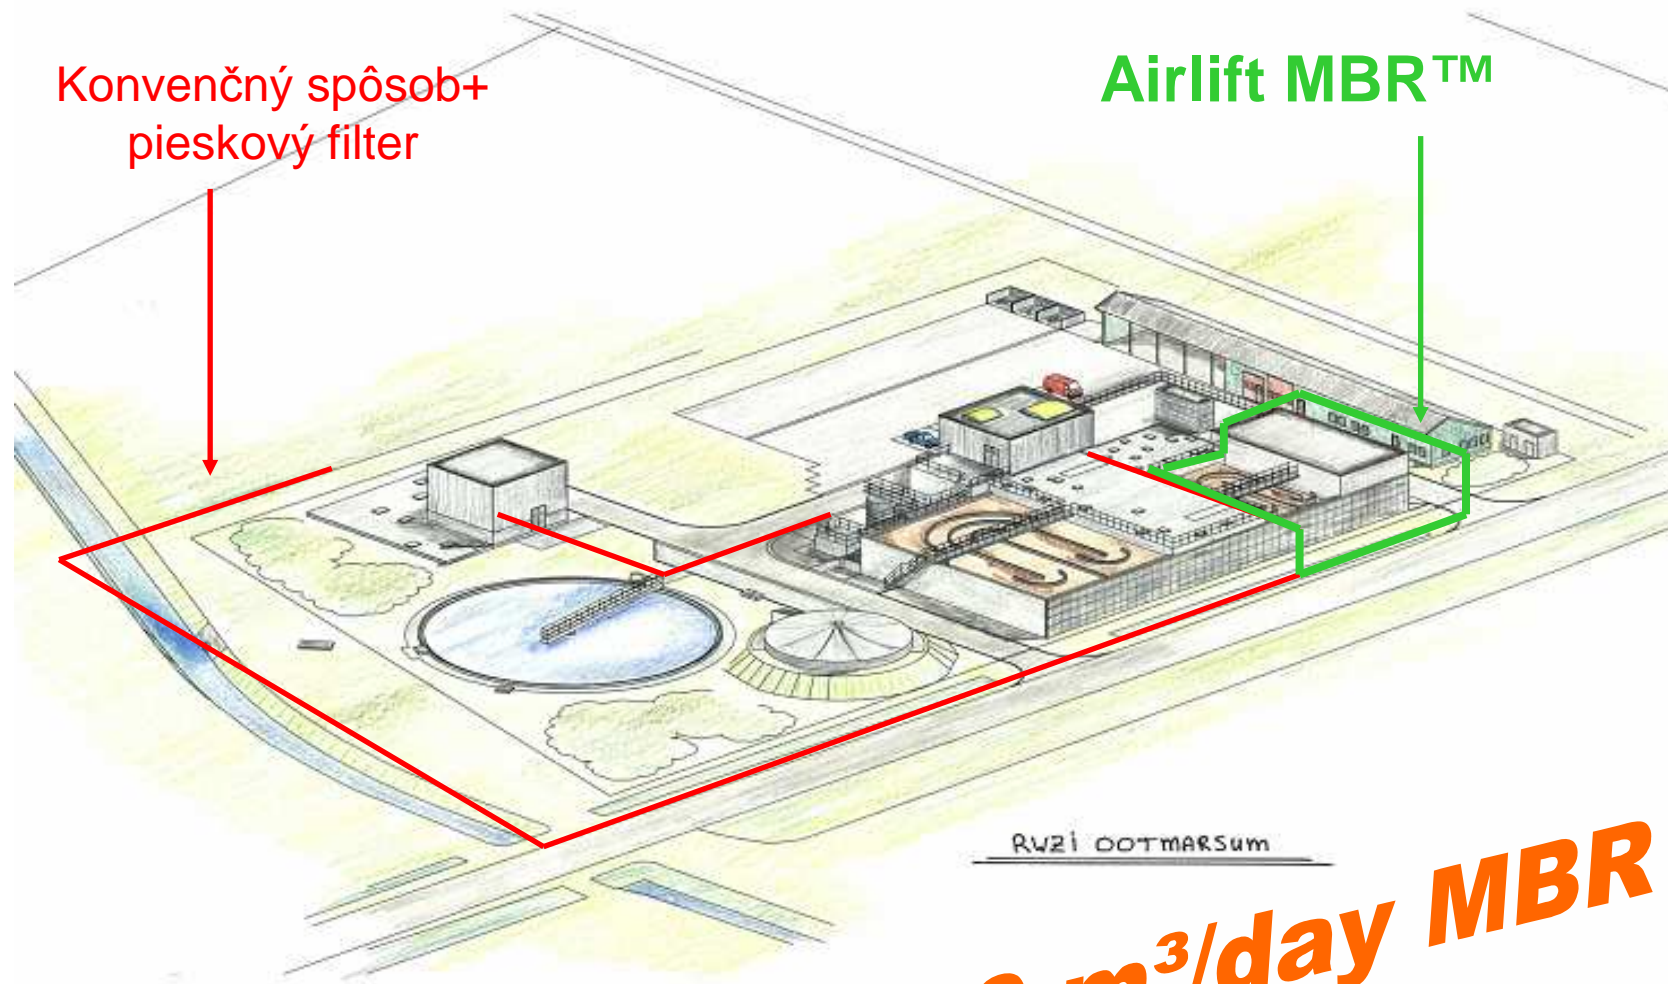 Konvenčný spôsob+
pieskový filter
Airlift MBR™
RWZi OOTMARSUM
m³/day MBR